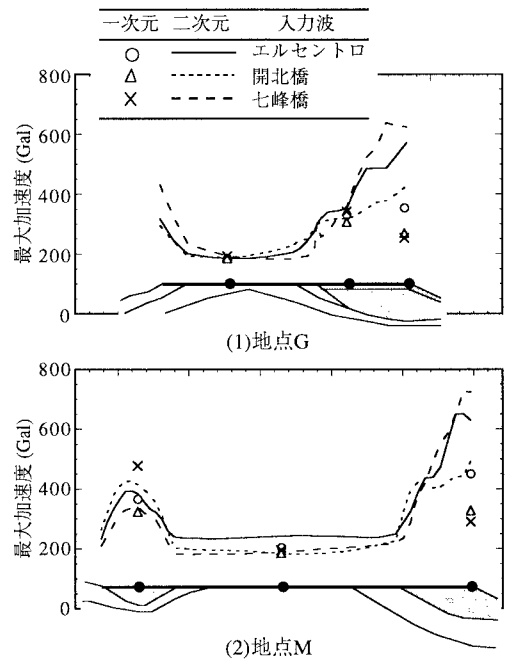 一次元 二次元 入力波
エルセントロ
開北橋
七峰橋
800
600
400
200
0
最大加速度 (Gal)
(1)地点G
800
600
400
200
0
最大加速度 (Gal)
(2)地点M